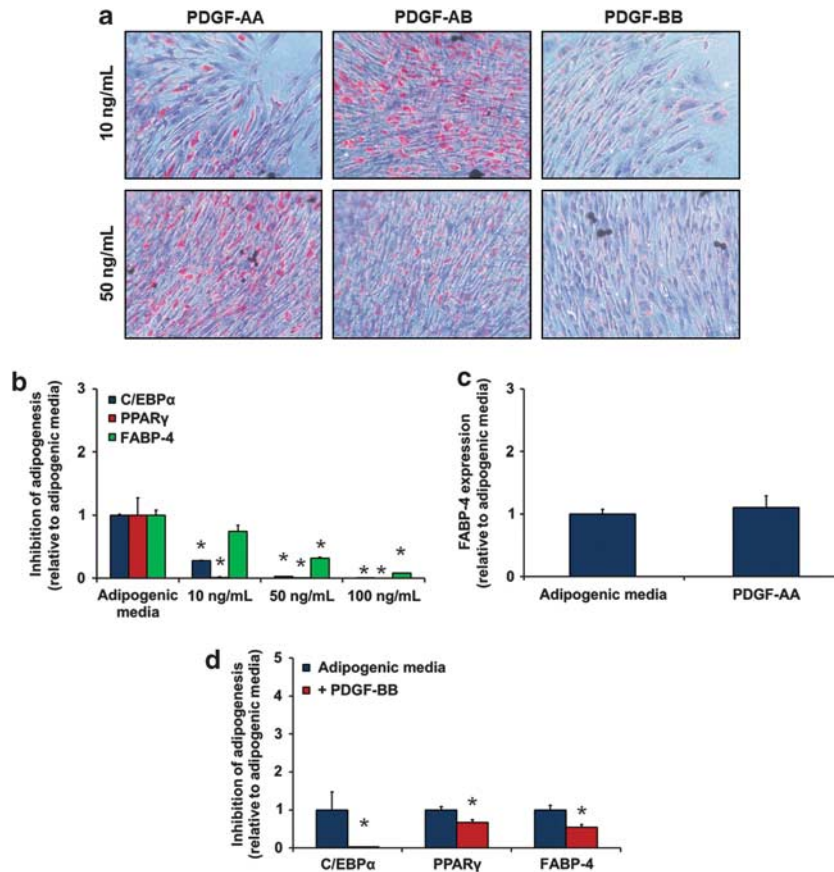 a
PDGF-AA PDGF-AB PDGF-BB
10 ng/mL
50 ng/mL
b
Inhibition of adipogenesis
(relative to adipogenic media)
3
2
1
0
C/EBPα
PPARγ
FABP-4
* * * * * * * *
Adipogenic
media
10 ng/mL 50 ng/mL 100 ng/mL
c
FABP-4 expression
(relative to adipogenic media)
3
2
1
0
Adipogenic media PDGF-AA
d
Inhibition of adipogenesis
(relative to adipogenic media)
5
4
3
2
1
0
Adipogenic media
+ PDGF-BB
* * *
C/EBPα PPARγ FABP-4